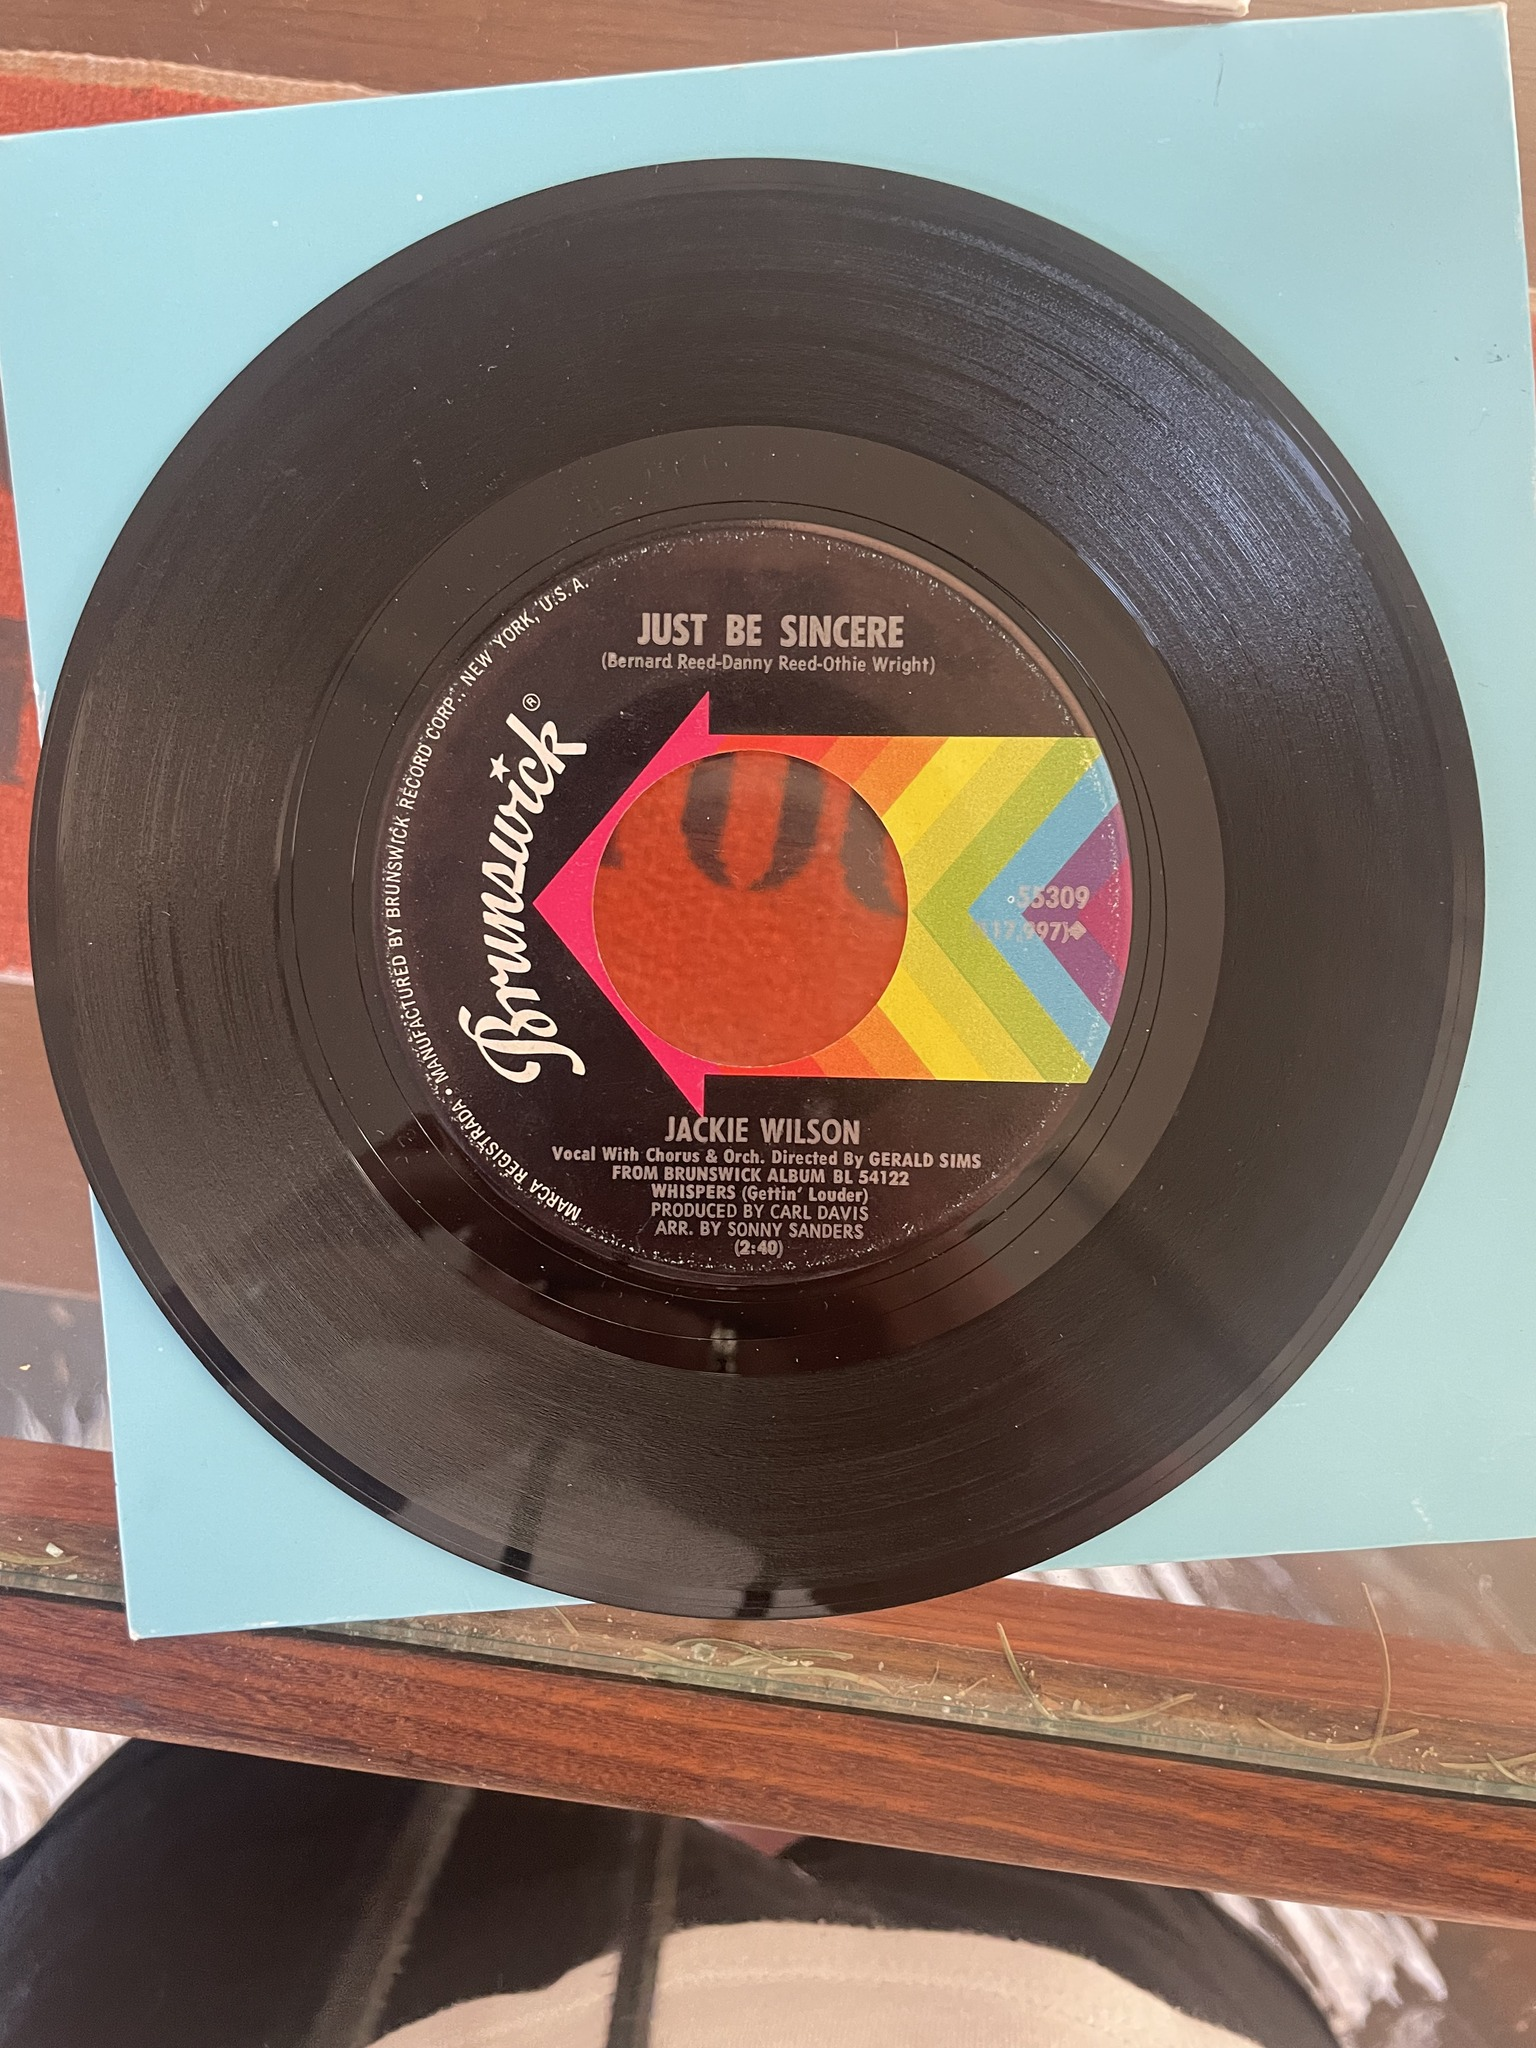 JUST BE SINCERE
(Bernard Reed-Danny Reed-Othie Wright)
Brunswick®
55309
17,997)◆
JACKIE WILSON
Vocal With Chorus & Orch. Directed By GERALD SIMS
FROM BRUNSWICK ALBUM BL 54122
WHISPERS (Gettin' Louder)
PRODUCED BY CARL DAVIS
ARR. BY SONNY SANDERS
(2:40)
MARCA REGISTRADA • MANUFACTURED BY BRUNSWICK RECORD CORP., NEW YORK, U.S.A.